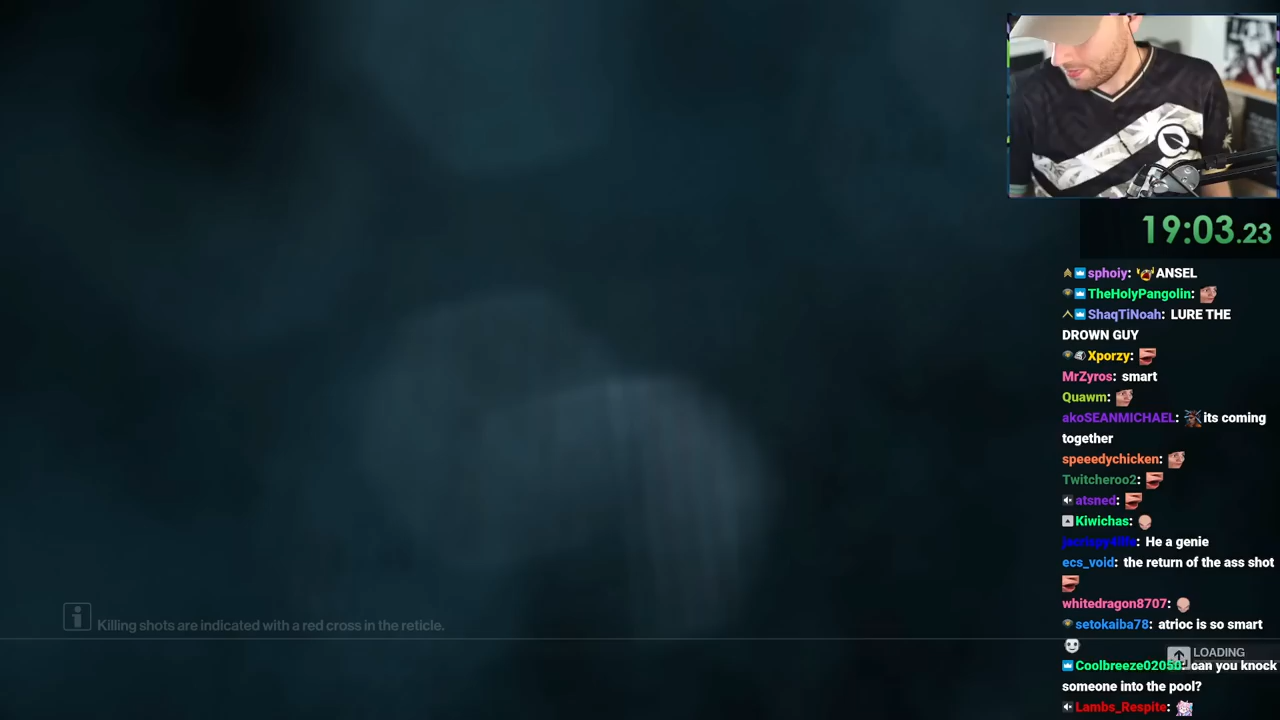 19:03.23
sphoiy: ANSEL
TheHolyPangolin:
ShaqTiNoah: LURE THE
DROWN GUY
Xporzy:
MrZyros: smart
Quawm:
akoSEANMICHAEL: its coming
together
speeedychicken:
Twitcheroo2:
atsned:
Kiwichas:
jacrispy4life: He a genie
ecs_void: the return of the ass shot
whitedragon8707:
setokaiba78: atrioc is so smart
Killing shots are indicated with a red cross in the reticle.
LOADING
Coolbreeze02050: can you knock
someone into the pool?
Lambs_Respite: